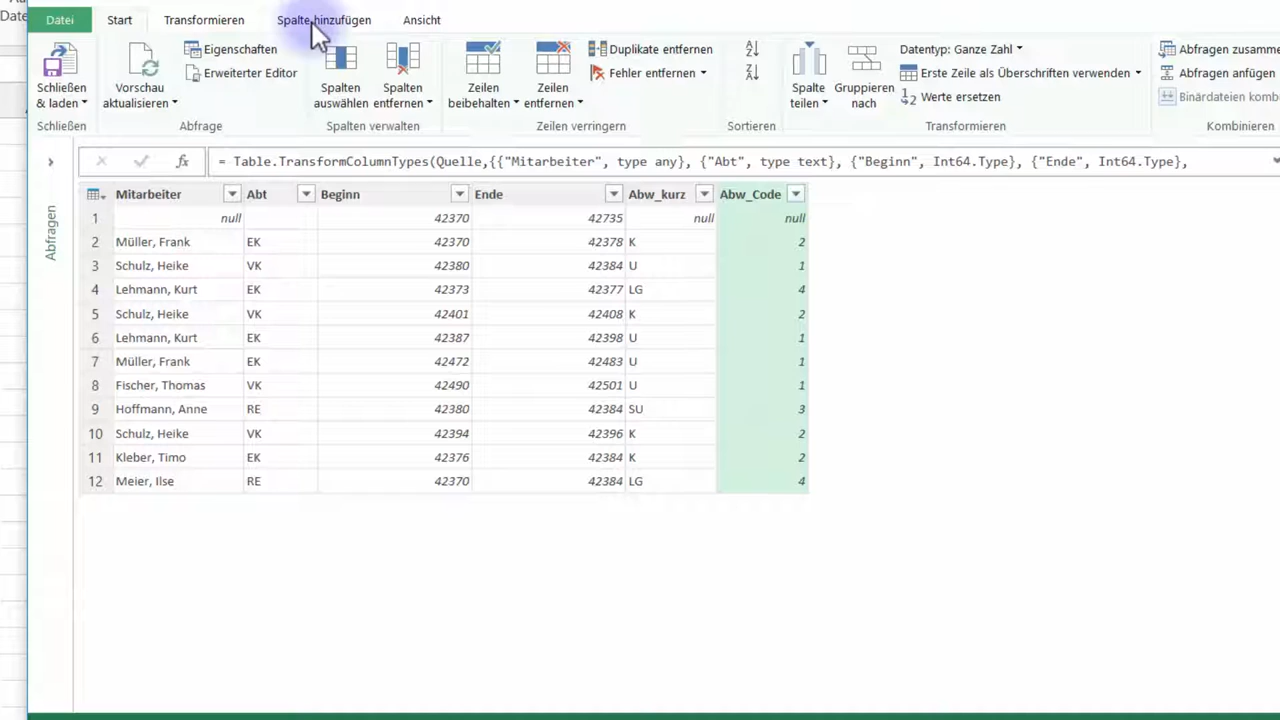 Date
Datei Start Transformieren Spalte hinzufügen Ansicht
Schließen & laden
Vorschau aktualisieren
Eigenschaften
Erweiterter Editor
Spalten auswählen
Spalten entfernen
Zeilen beibehalten
Zeilen entfernen
Duplikate entfernen
Fehler entfernen
A Z
Z A
Spalte teilen
Gruppieren nach
Datentyp: Ganze Zahl
Erste Zeile als Überschriften verwenden
1 2 Werte ersetzen
Abfragen zusamm
Abfragen anfügen
Binärdateien komb
Schließen Abfrage Spalten verwalten Zeilen verringern Sortieren Transformieren Kombinieren
fx = Table.TransformColumnTypes(Quelle,{{"Mitarbeiter", type any}, {"Abt", type text}, {"Beginn", Int64.Type}, {"Ende", Int64.Type},
Abfragen
Mitarbeiter Abt Beginn Ende Abw_kurz Abw_Code
1 null 42370 42735 null null
2 Müller, Frank EK 42370 42378 K 2
3 Schulz, Heike VK 42380 42384 U 1
4 Lehmann, Kurt EK 42373 42377 LG 4
5 Schulz, Heike VK 42401 42408 K 2
6 Lehmann, Kurt EK 42387 42398 U 1
7 Müller, Frank EK 42472 42483 U 1
8 Fischer, Thomas VK 42490 42501 U 1
9 Hoffmann, Anne RE 42380 42384 SU 3
10 Schulz, Heike VK 42394 42396 K 2
11 Kleber, Timo EK 42376 42384 K 2
12 Meier, Ilse RE 42370 42384 LG 4